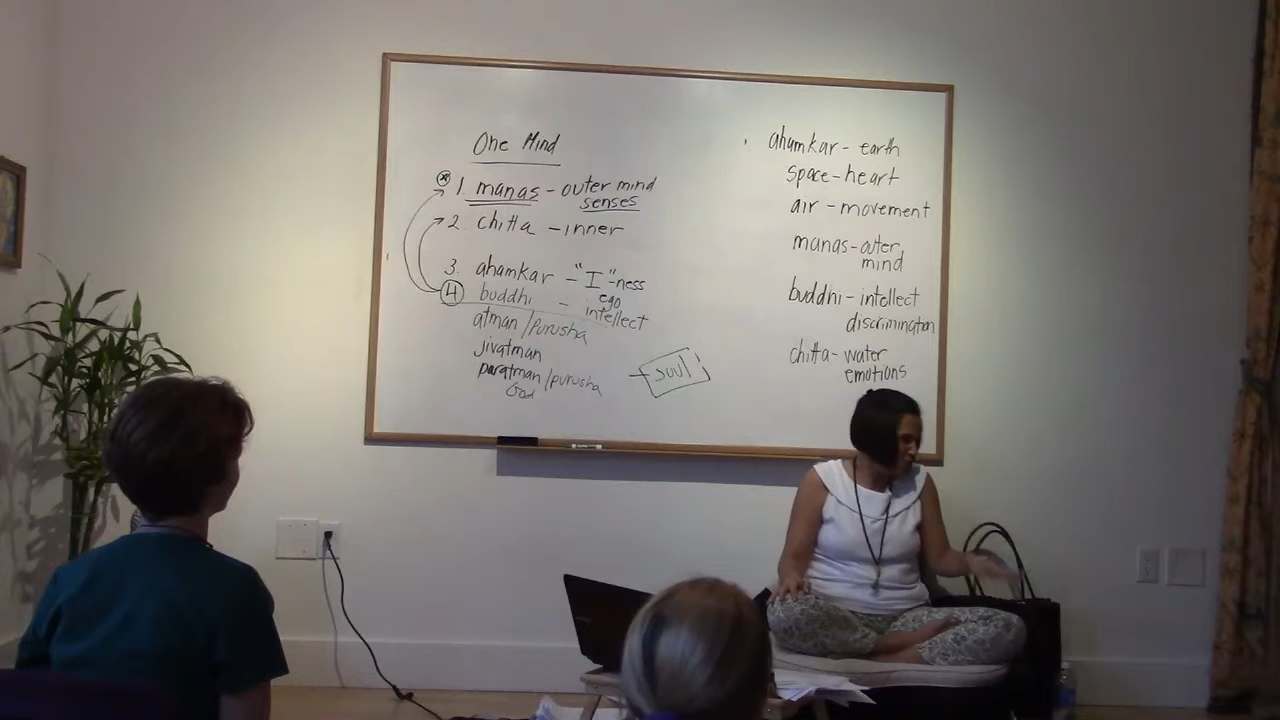 One Mind
1. manas - outer mind
senses
2. chitta - inner
3. ahamkar - "I"-ness
ego
4 buddhi - intellect
atman / Purusha
jivatman
paratman / purusha
God
soul
ahamkar - earth
space - heart
air - movement
manas - outer
mind
buddhi - intellect
discrimination
chitta - water
emotions